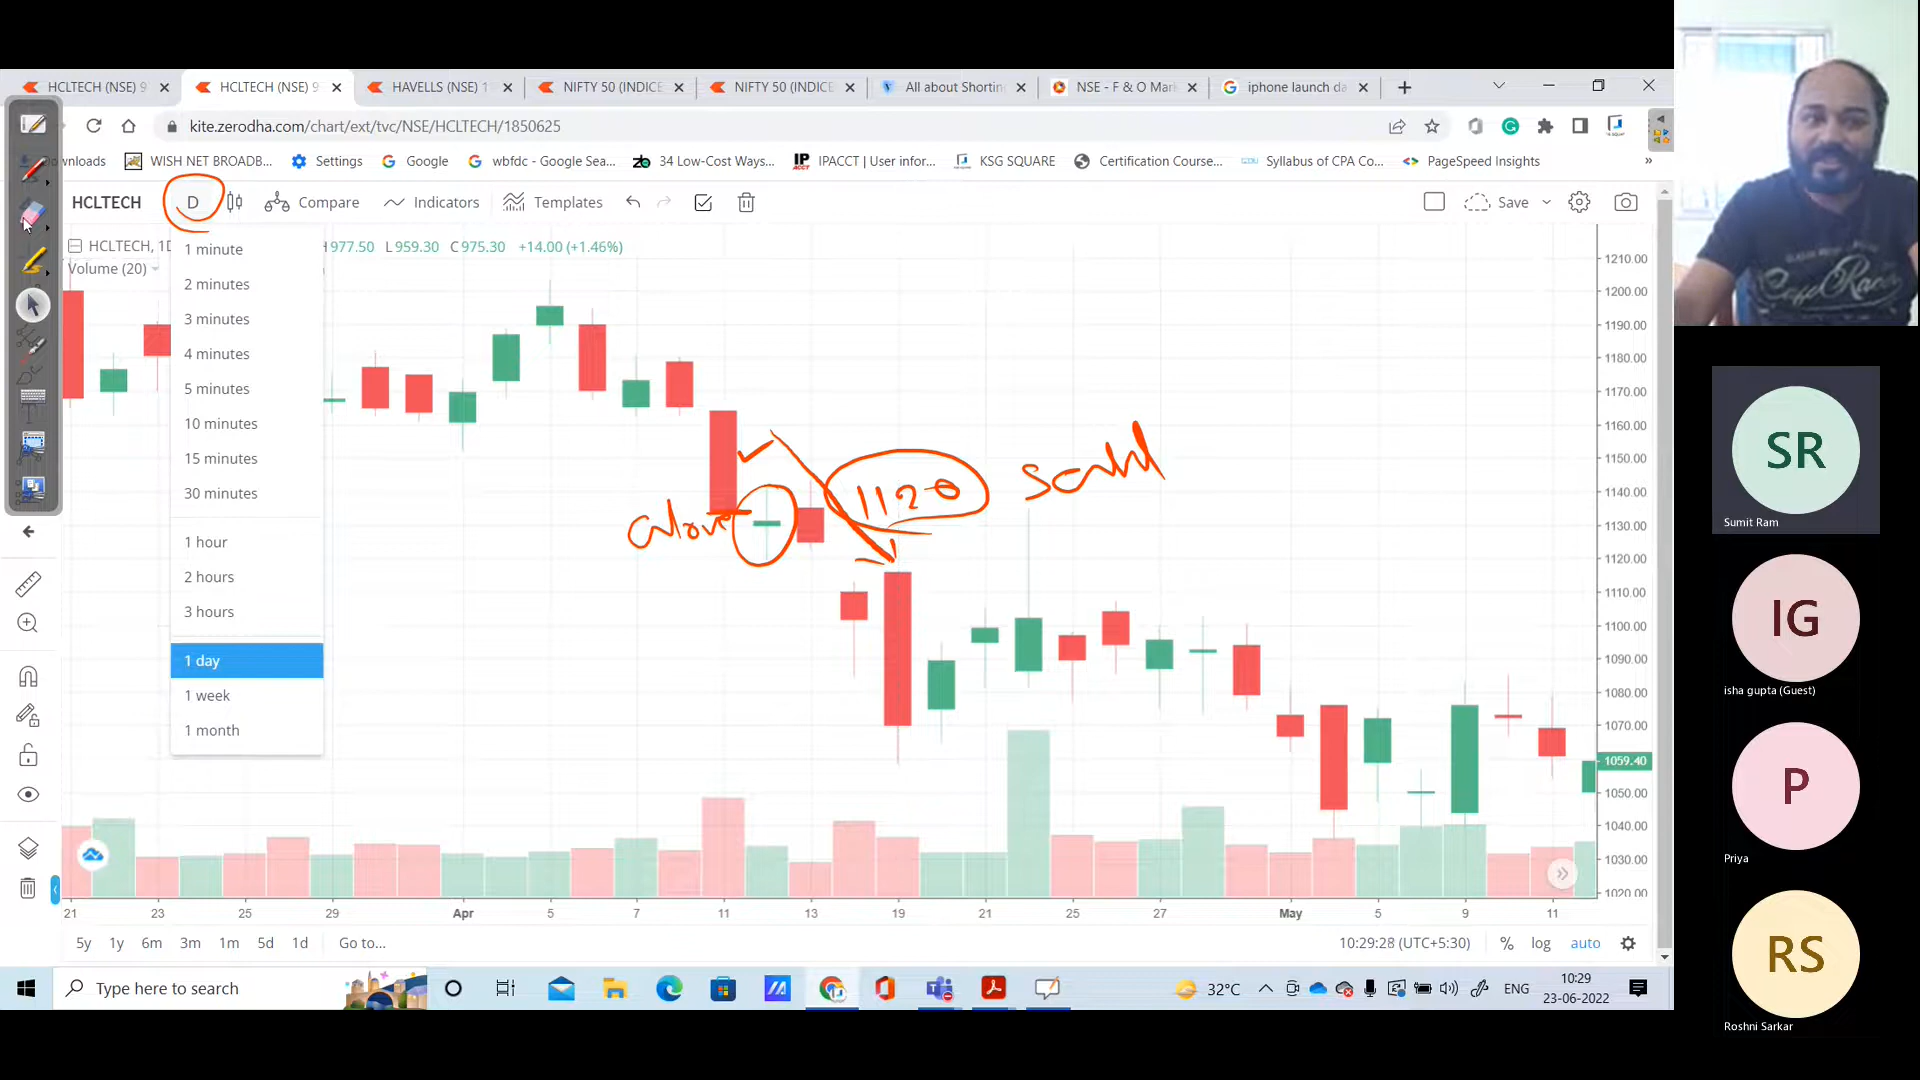 HCLTECH (NSE) 9
HCLTECH (NSE) 9
HAVELLS (NSE) 1
NIFTY 50 (INDICE
NIFTY 50 (INDICE
All about Shortin
NSE - F & O Mar
iphone launch da
kite.zerodha.com/chart/ext/tvc/NSE/HCLTECH/1850625
ownloads
WISH NET BROADB...
Settings
Google
wbfdc - Google Sea...
34 Low-Cost Ways...
IPACCT | User infor...
KSG SQUARE
Certification Course...
Syllabus of CPA Co...
PageSpeed Insights
»
HCLTECH
D
Compare
Indicators
Templates
Save
HCLTECH, 1D
H977.50 L959.30 C975.30 +14.00 (+1.46%)
Volume (20)
1 minute
2 minutes
3 minutes
4 minutes
5 minutes
10 minutes
15 minutes
30 minutes
1 hour
2 hours
3 hours
1 day
1 week
1 month
1120
1210.00
1200.00
1190.00
1180.00
1170.00
1160.00
1150.00
1140.00
1130.00
1120.00
1110.00
1100.00
1090.00
1080.00
1070.00
1059.40
1050.00
1040.00
1030.00
1020.00
21 23 25 29 Apr 5 7 11 13 19 21 25 27 May 5 9 11
5y 1y 6m 3m 1m 5d 1d Go to...
10:29:28 (UTC+5:30) % log auto
Type here to search
32°C
ENG
10:29
23-06-2022
SR
Sumit Ram
IG
isha gupta (Guest)
P
Priya
RS
Roshni Sarkar